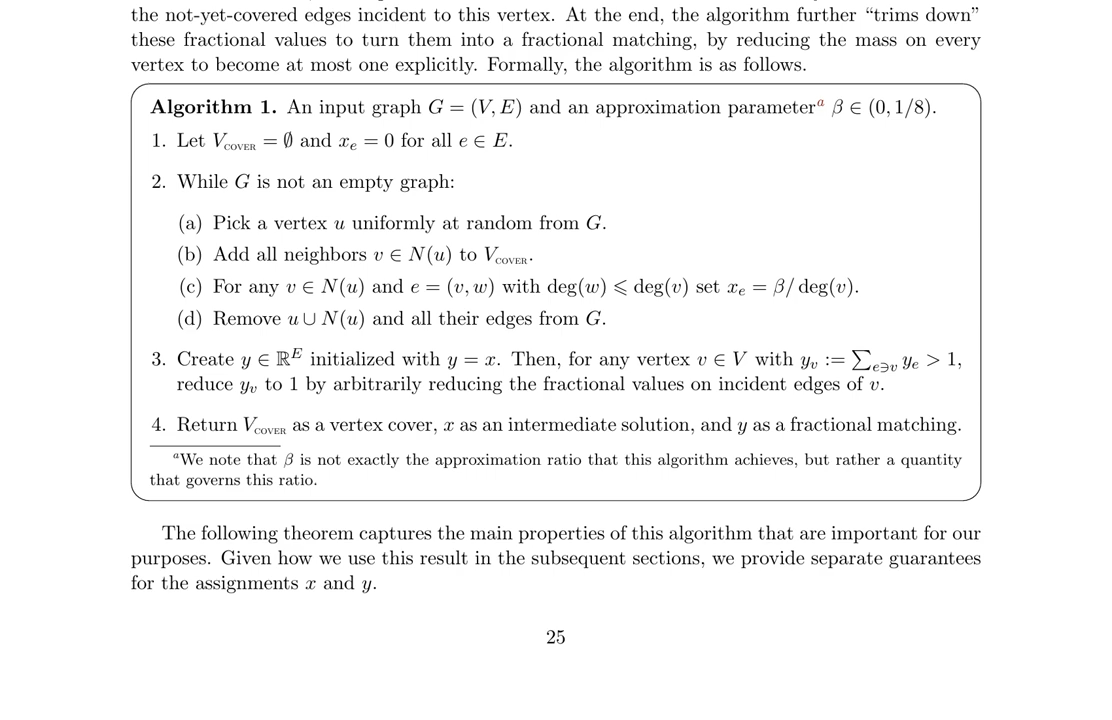 the not-yet-covered edges incident to this vertex. At the end, the algorithm further “trims down”
these fractional values to turn them into a fractional matching, by reducing the mass on every
vertex to become at most one explicitly. Formally, the algorithm is as follows.
Algorithm 1. An input graph G = (V, E) and an approximation parameterᵃ β ∈ (0, 1/8).
1. Let V_COVER = ∅ and xₑ = 0 for all e ∈ E.
2. While G is not an empty graph:
(a) Pick a vertex u uniformly at random from G.
(b) Add all neighbors v ∈ N(u) to V_COVER.
(c) For any v ∈ N(u) and e = (v, w) with deg(w) ⩽ deg(v) set xₑ = β/ deg(v).
(d) Remove u ∪ N(u) and all their edges from G.
3. Create y ∈ ℝᴱ initialized with y = x. Then, for any vertex v ∈ V with y_v := ∑_{e∋v} yₑ > 1,
reduce y_v to 1 by arbitrarily reducing the fractional values on incident edges of v.
4. Return V_COVER as a vertex cover, x as an intermediate solution, and y as a fractional matching.
ᵃWe note that β is not exactly the approximation ratio that this algorithm achieves, but rather a quantity
that governs this ratio.
The following theorem captures the main properties of this algorithm that are important for our
purposes. Given how we use this result in the subsequent sections, we provide separate guarantees
for the assignments x and y.
25